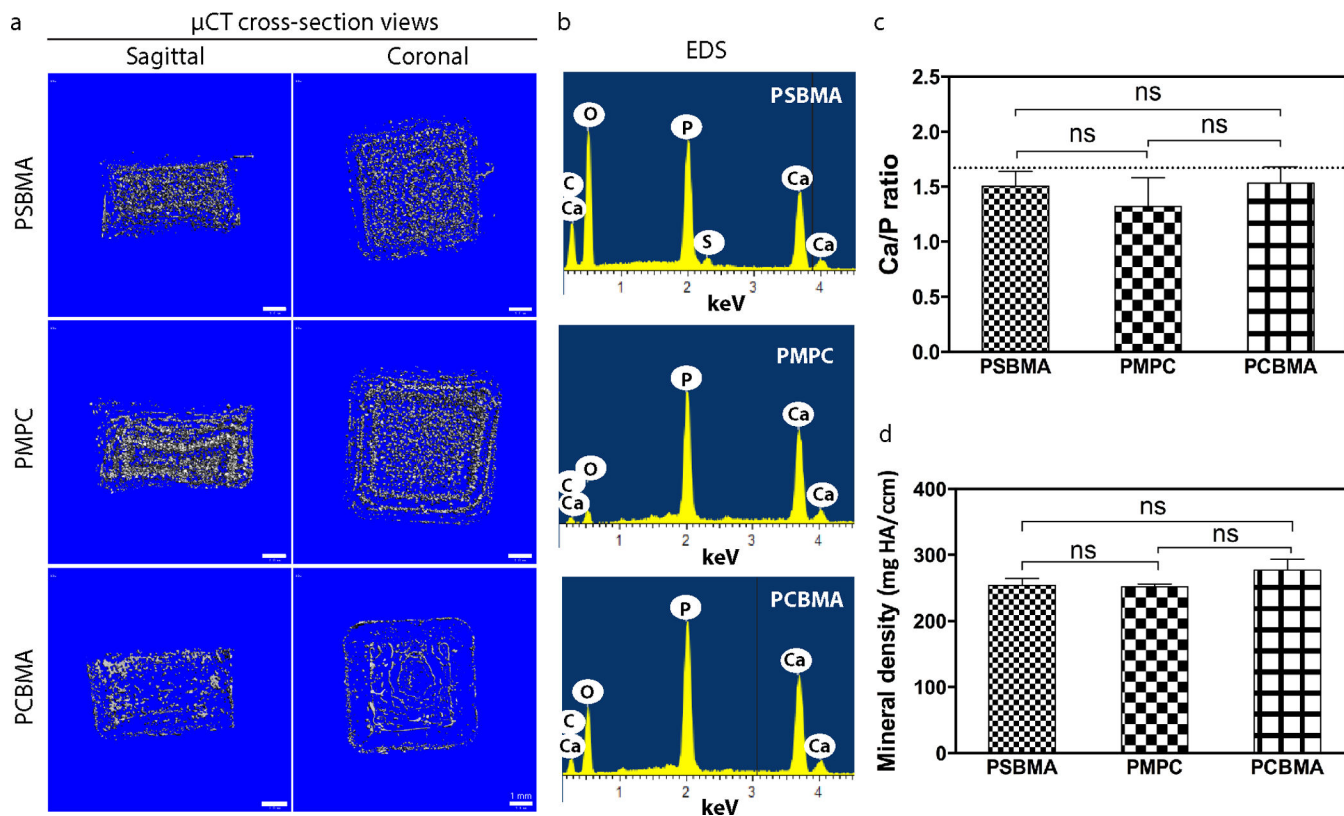 a
µCT cross-section views
Sagittal
Coronal
PSBMA
PMPC
PCBMA
1 mm
b
EDS
PSBMA
C
Ca
O
P
S
Ca
Ca
1 2 3 4
keV
PMPC
C
Ca
O
P
Ca
Ca
1 2 3 4
keV
PCBMA
C
Ca
O
P
Ca
Ca
1 2 3 4
keV
c
Ca/P ratio
2.5
2.0
1.5
1.0
0.5
0.0
ns
ns
ns
PSBMA PMPC PCBMA
d
Mineral density (mg HA/ccm)
400
300
200
100
0
ns
ns
ns
PSBMA PMPC PCBMA